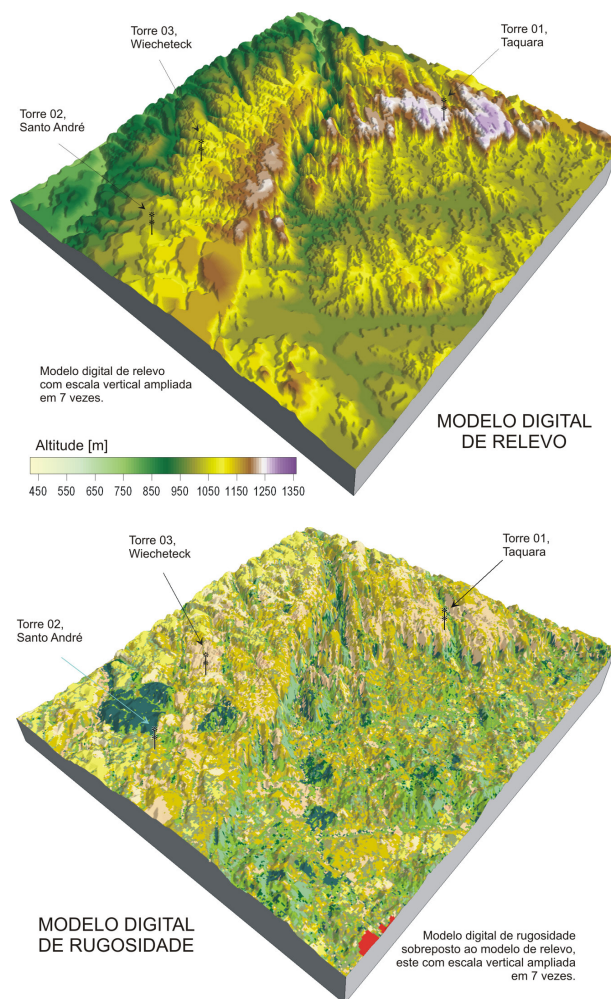 Torre 03,
Wiecheteck
Torre 01,
Taquara
Torre 02,
Santo André
Modelo digital de relevo
com escala vertical ampliada
em 7 vezes.
MODELO DIGITAL
DE RELEVO
Altitude [m]
450 550 650 750 850 950 1050 1150 1250 1350
Torre 03,
Wiecheteck
Torre 01,
Taquara
Torre 02,
Santo André
MODELO DIGITAL
DE RUGOSIDADE
Modelo digital de rugosidade
sobreposto ao modelo de relevo,
este com escala vertical ampliada
em 7 vezes.